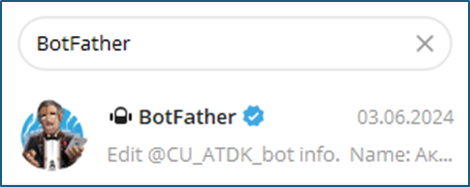 BotFather
BotFather 03.06.2024
Edit @CU_ATDK_bot info. Name: Ак...